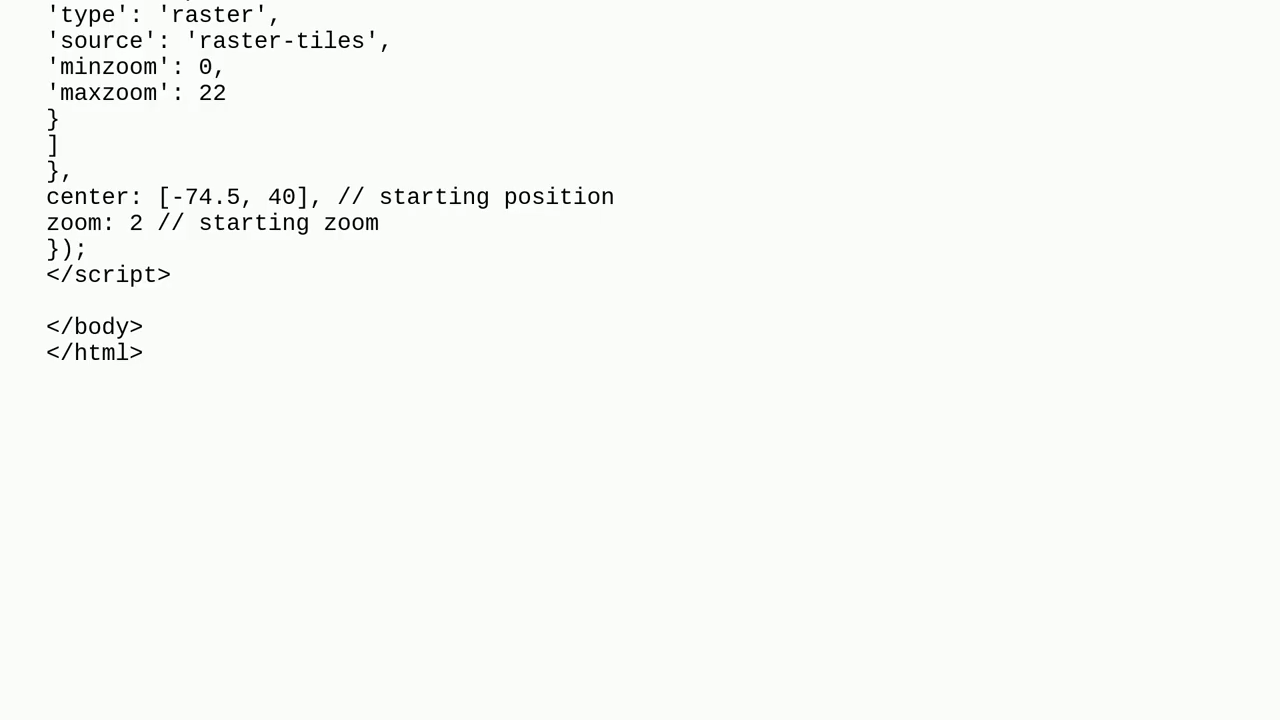 'type': 'raster',
'source': 'raster-tiles',
'minzoom': 0,
'maxzoom': 22
}
]
},
center: [-74.5, 40], // starting position
zoom: 2 // starting zoom
});
</script>
</body>
</html>